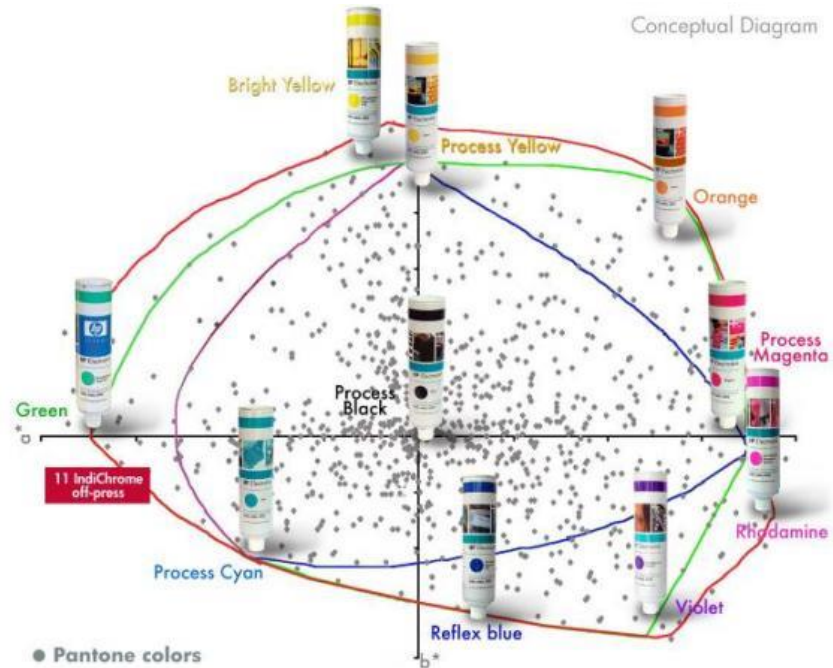 Conceptual Diagram
Bright Yellow
Process Yellow
Orange
Process
Magenta
Process
Black
Green
a*
11 IndiChrome
off-press
Rhodamine
Process Cyan
Violet
Reflex blue
Pantone colors
b*
hp